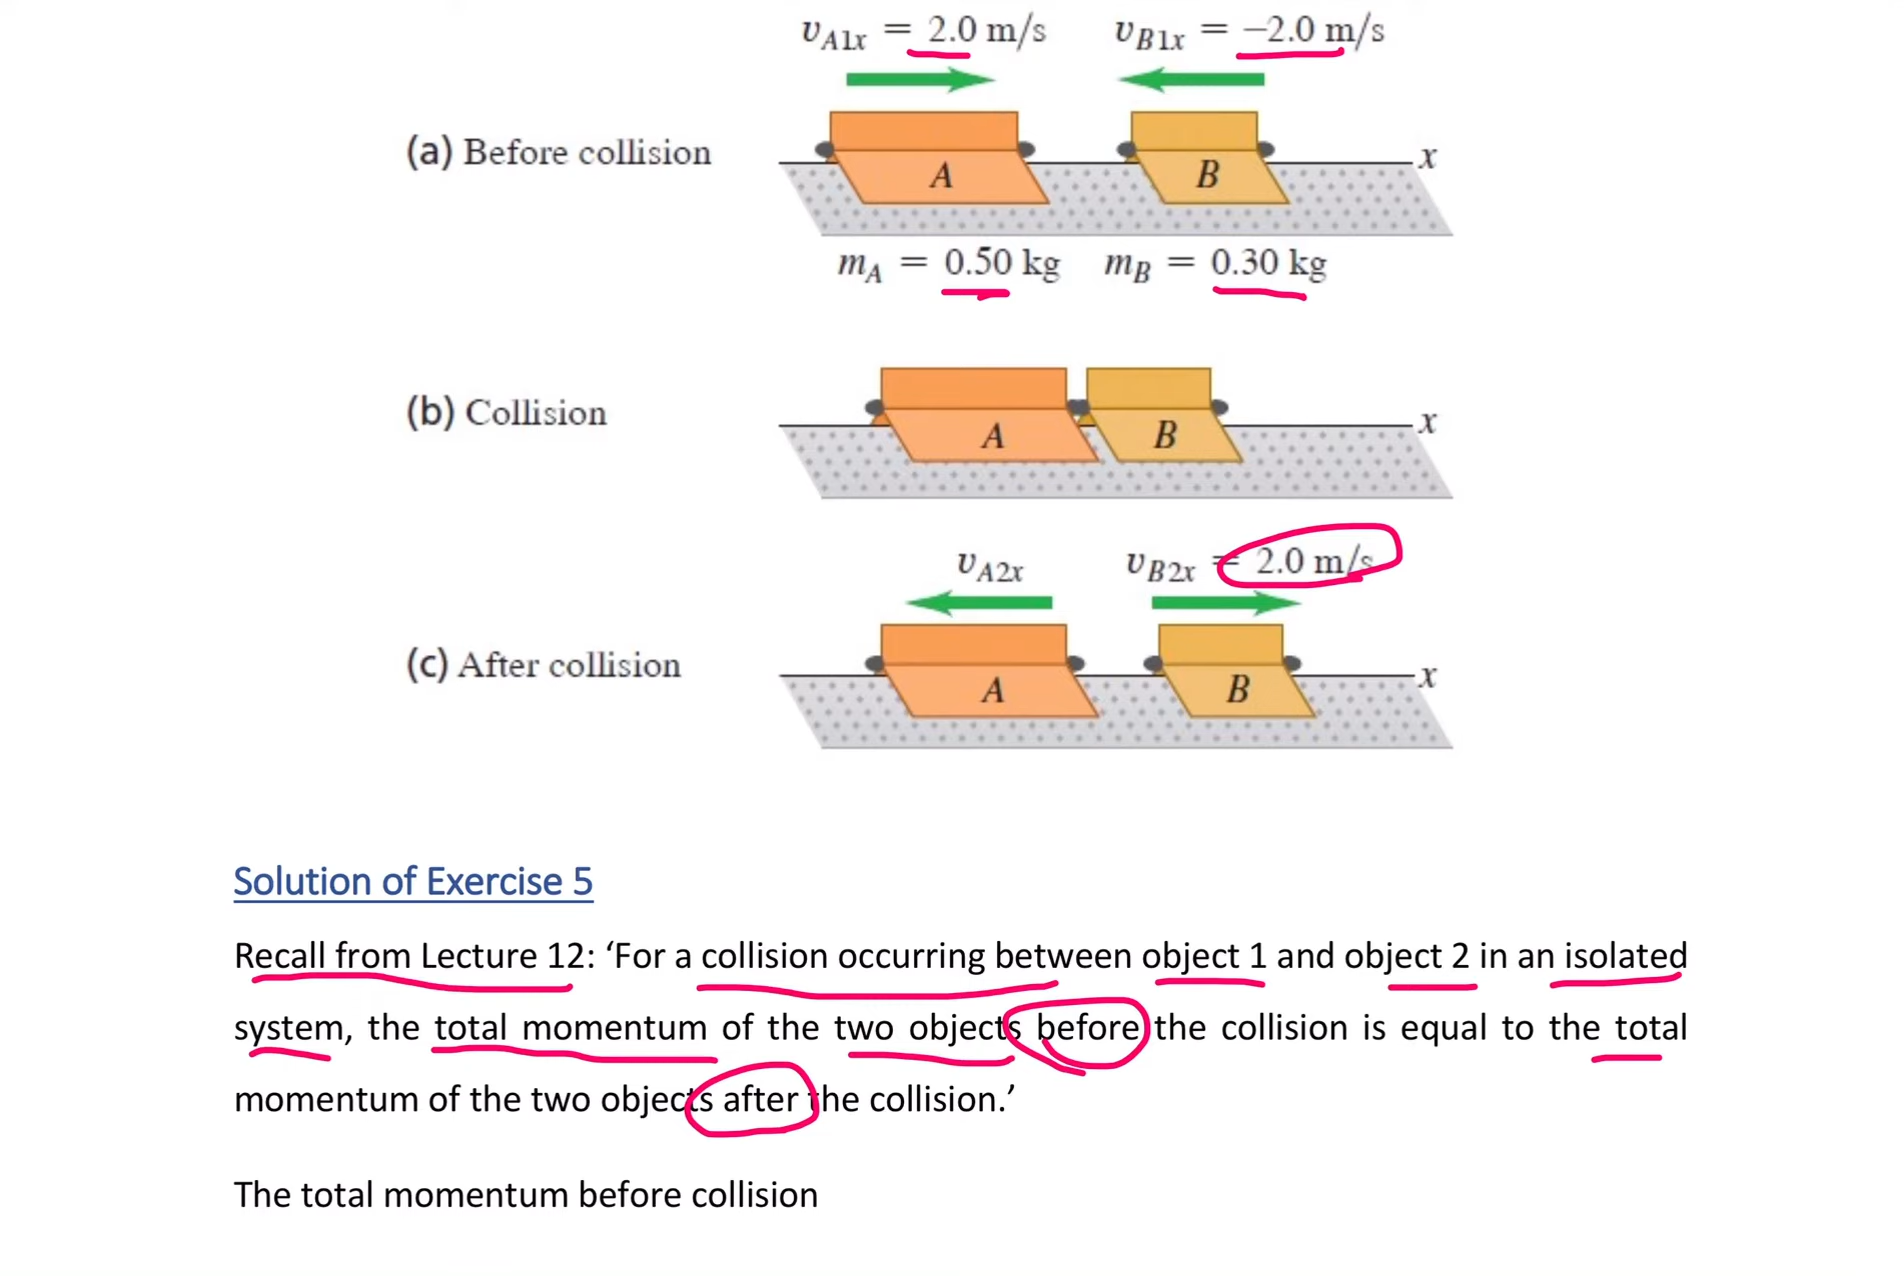 v_A1x = 2.0 m/s v_B1x = −2.0 m/s
(a) Before collision
A B x
m_A = 0.50 kg m_B = 0.30 kg
(b) Collision
A B x
v_A2x v_B2x = 2.0 m/s
(c) After collision
A B x
Solution of Exercise 5
Recall from Lecture 12: ‘For a collision occurring between object 1 and object 2 in an isolated
system, the total momentum of the two objects before the collision is equal to the total
momentum of the two objects after the collision.’
The total momentum before collision